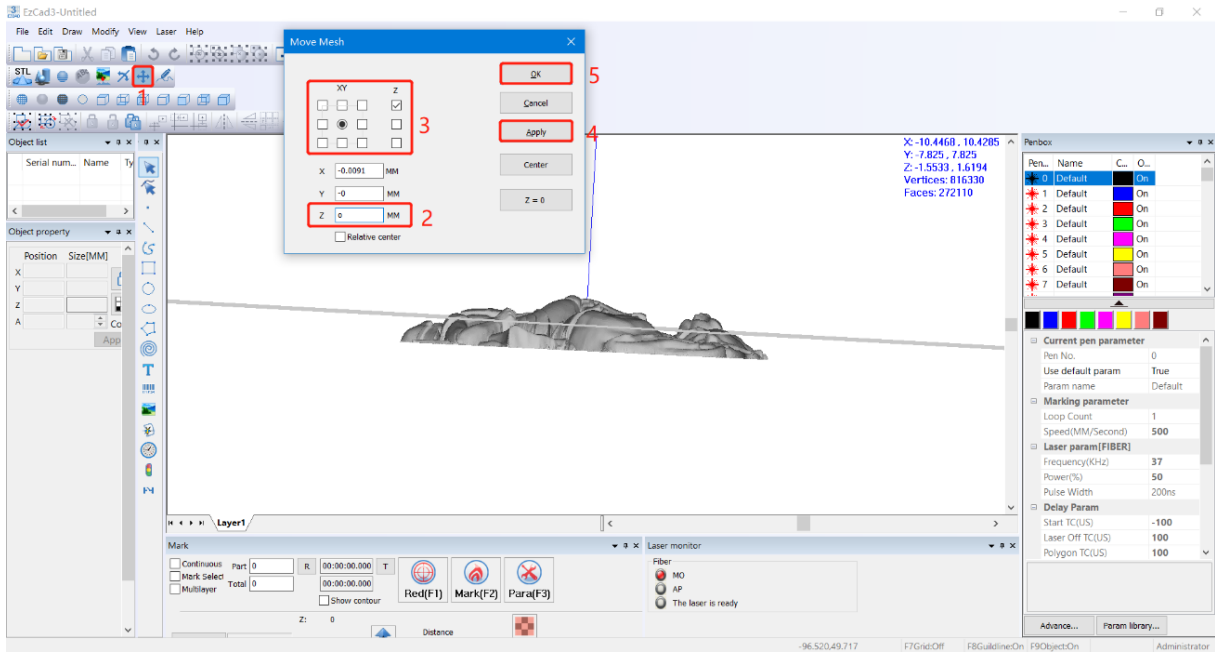 EzCad3-Untitled
File Edit Draw Modify View Laser Help
STL
1
Move Mesh
XY Z
3
X -0.0091 MM
Y -0 MM
Z 0 MM
2
Relative center
OK
5
Cancel
Apply
4
Center
Z = 0
Object list
Serial num... Name Ty
Object property
Position Size[MM]
X
Y
Z
A
Co
App
T
X: -10.4468 , 10.4285
Y: -7.825 , 7.825
Z: -1.5533 , 1.6194
Vertices: 816330
Faces: 272110
Layer1
Mark
Continuous Part 0 R 00:00:00.000 T
Mark Select
Multilayer Total 0 00:00:00.000
Show contour
Red(F1) Mark(F2) Para(F3)
Z: 0
Distance
Laser monitor
Fiber
MO
AP
The laser is ready
Penbox
Pen... Name C... O...
0 Default On
1 Default On
2 Default On
3 Default On
4 Default On
5 Default On
6 Default On
7 Default On
Current pen parameter
Pen No. 0
Use default param True
Param name Default
Marking parameter
Loop Count 1
Speed(MM/Second) 500
Laser param[FIBER]
Frequency(KHz) 37
Power(%) 50
Pulse Width 200ns
Delay Param
Start TC(US) -100
Laser Off TC(US) 100
Polygon TC(US) 100
Advance... Param library...
-96.520,49.717 F7Grid:Off F8Guildline:On F9Object:On Administrator